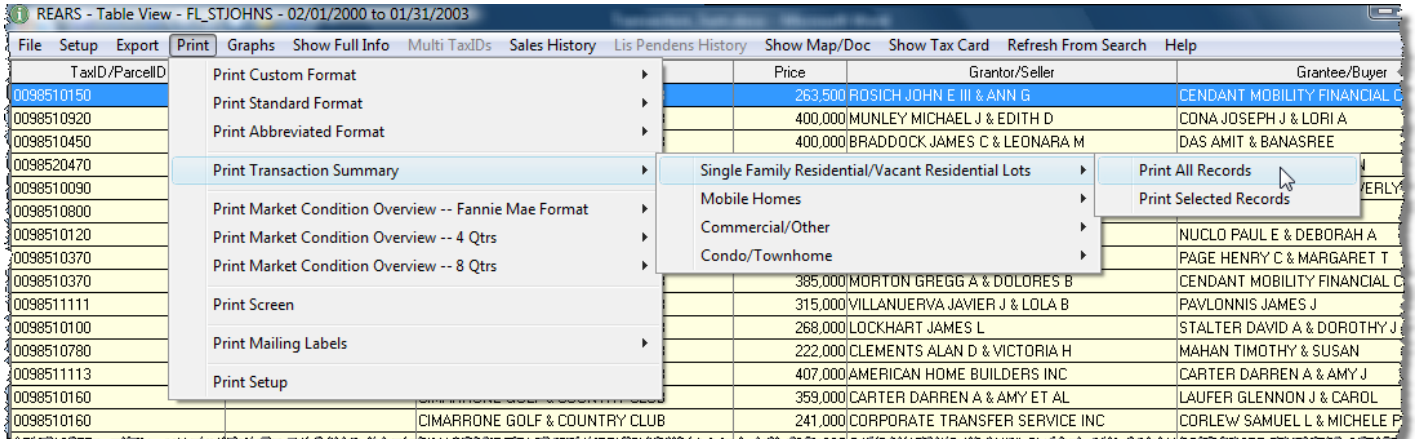 REARS - Table View - FL_STJOHNS - 02/01/2000 to 01/31/2003
File Setup Export Print Graphs Show Full Info Multi TaxIDs Sales History Lis Pendens History Show Map/Doc Show Tax Card Refresh From Search Help
TaxID/ParcelID Price Grantor/Seller Grantee/Buyer
Print Custom Format
0098510150 263,500 ROSICH JOHN E III & ANN G CENDANT MOBILITY FINANCIAL C
Print Standard Format
0098510920 400,000 MUNLEY MICHAEL J & EDITH D CONA JOSEPH J & LORI A
Print Abbreviated Format
0098510450 400,000 BRADDOCK JAMES C & LEONARA M DAS AMIT & BANASREE
0098520470 Print Transaction Summary Single Family Residential/Vacant Residential Lots Print All Records
0098510090 Mobile Homes Print Selected Records ERLY
0098510800 Print Market Condition Overview -- Fannie Mae Format
Commercial/Other
0098510120 Print Market Condition Overview -- 4 Qtrs NUCLO PAUL E & DEBORAH A
0098510370 Condo/Townhome PAGE HENRY C & MARGARET T
Print Market Condition Overview -- 8 Qtrs
0098510370 385,000 MORTON GREGG A & DOLORES B CENDANT MOBILITY FINANCIAL C
0098511111 Print Screen 315,000 VILLANUERVA JAVIER J & LOLA B PAVLONNIS JAMES J
0098510100 268,000 LOCKHART JAMES L STALTER DAVID A & DOROTHY J
0098510780 Print Mailing Labels 222,000 CLEMENTS ALAN D & VICTORIA H MAHAN TIMOTHY & SUSAN
0098511113 Print Setup 407,000 AMERICAN HOME BUILDERS INC CARTER DARREN A & AMY J
0098510160 359,000 CARTER DARREN A & AMY ET AL LAUFER GLENNON J & CAROL
0098510160 CIMARRONE GOLF & COUNTRY CLUB 241,000 CORPORATE TRANSFER SERVICE INC CORLEW SAMUEL L & MICHELE P